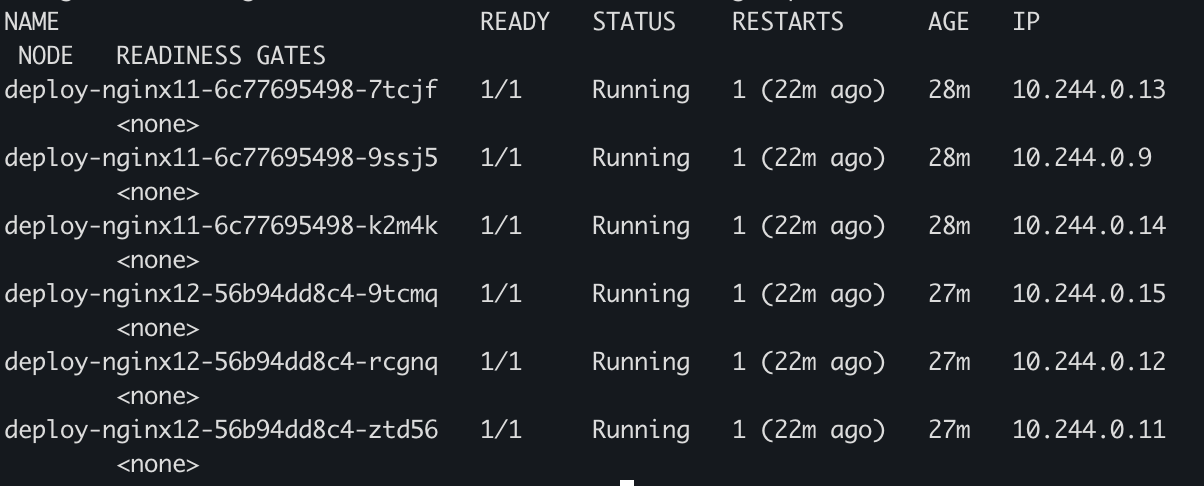 NAME READY STATUS RESTARTS AGE IP
NODE READINESS GATES
deploy-nginx11-6c77695498-7tcjf 1/1 Running 1 (22m ago) 28m 10.244.0.13
<none>
deploy-nginx11-6c77695498-9ssj5 1/1 Running 1 (22m ago) 28m 10.244.0.9
<none>
deploy-nginx11-6c77695498-k2m4k 1/1 Running 1 (22m ago) 28m 10.244.0.14
<none>
deploy-nginx12-56b94dd8c4-9tcmq 1/1 Running 1 (22m ago) 27m 10.244.0.15
<none>
deploy-nginx12-56b94dd8c4-rcgnq 1/1 Running 1 (22m ago) 27m 10.244.0.12
<none>
deploy-nginx12-56b94dd8c4-ztd56 1/1 Running 1 (22m ago) 27m 10.244.0.11
<none>